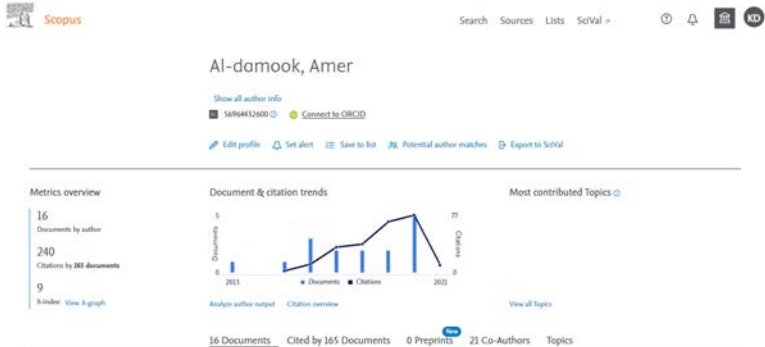 Scopus
Search Sources Lists SciVal ↗
KD
Al-damook, Amer
Show all author info
56964432600
Connect to ORCID
Edit profile Set alert Save to list Potential author matches Export to SciVal
Metrics overview
16
Documents by author
240
Citations by 165 documents
9
h-index: View h-graph
Document & citation trends
5
77
Documents
Citations
0
0
2013
2021
Documents Citations
Analyze author output Citation overview
Most contributed Topics
View all Topics
New
16 Documents Cited by 165 Documents 0 Preprints 21 Co-Authors Topics